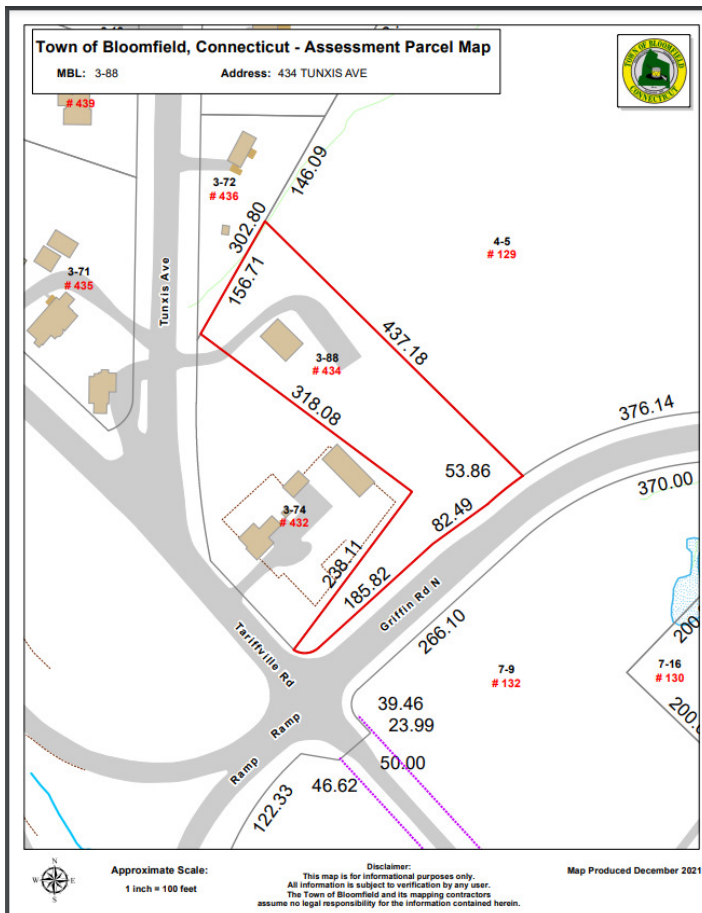 Town of Bloomfield, Connecticut - Assessment Parcel Map
MBL: 3-88 Address: 434 TUNXIS AVE
TOWN OF BLOOMFIELD
CONNECTICUT
# 439
3-72
# 436
146.09
302.80
156.71
4-5
# 129
3-71
# 435
Tunxis Ave
437.18
3-88
# 434
318.08
376.14
53.86
370.00
82.49
3-74
# 432
238.11
185.82
Griffin Rd N
266.10
Tariffville Rd
7-9
# 132
7-16
# 130
39.46
23.99
Ramp
Ramp
50.00
46.62
122.33
N
W E
S
Approximate Scale:
1 inch = 100 feet
Disclaimer:
This map is for informational purposes only.
All information is subject to verification by any user.
The Town of Bloomfield and its mapping contractors
assume no legal responsibility for the information contained herein.
Map Produced December 2021